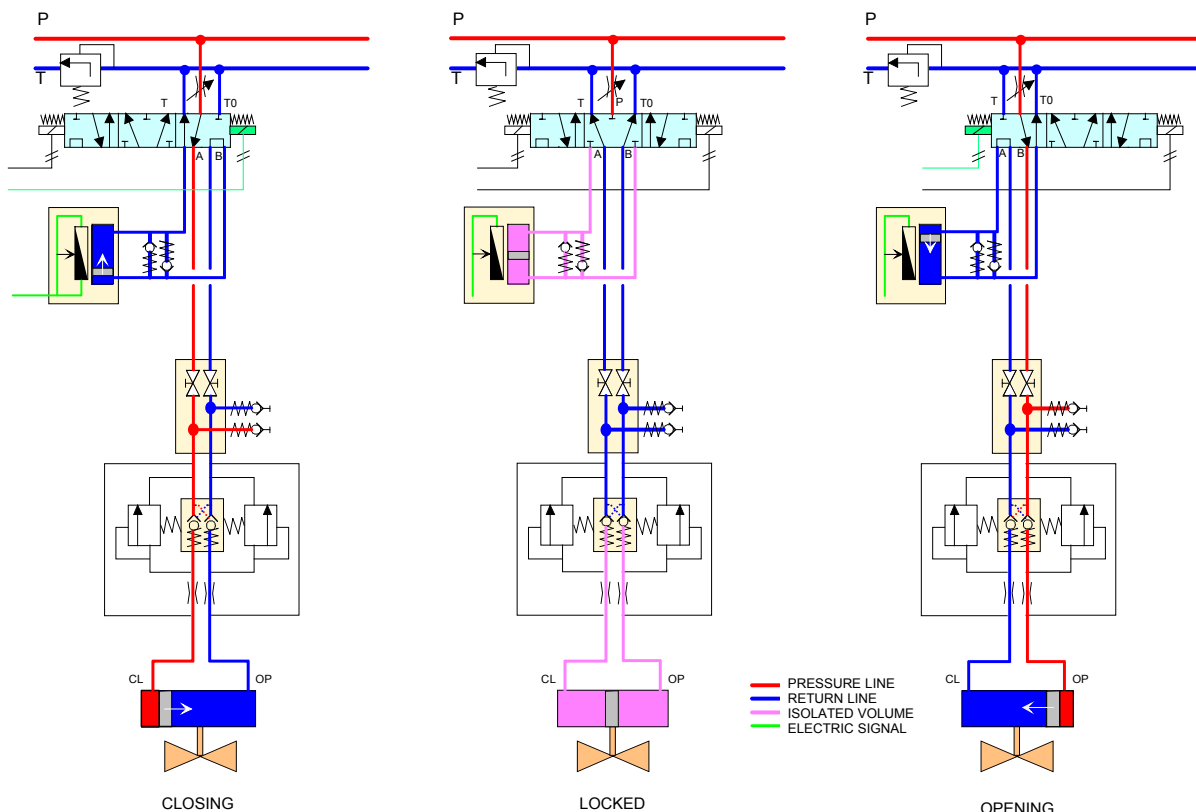 P
P
P
T
T
T
T
T0
T
P
T0
T
T0
A
B
A
B
A
B
CL
OP
CL
OP
CL
OP
PRESSURE LINE
RETURN LINE
ISOLATED VOLUME
ELECTRIC SIGNAL
CLOSING
LOCKED
OPENING